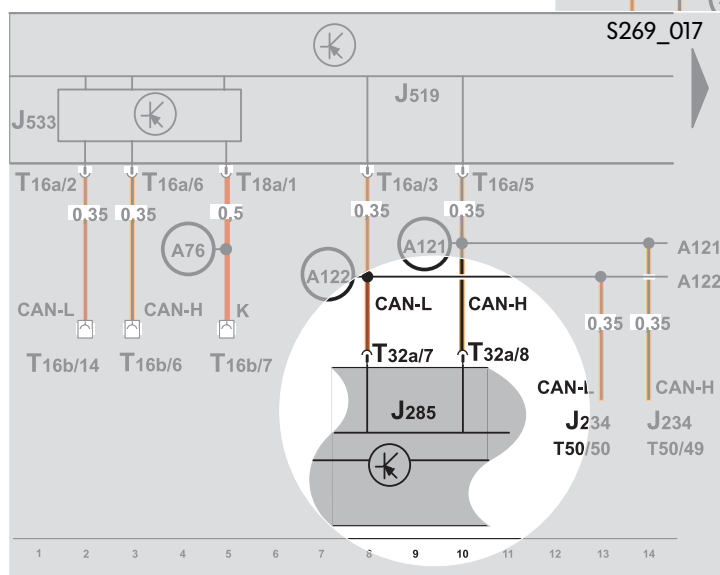 S269_017
J519
J533
T16a/2
T16a/6
T18a/1
T16a/3
T16a/5
0.35
0.35
0.5
0.35
0.35
A76
A121
A121
A122
A122
CAN-L
CAN-H
K
CAN-L
CAN-H
0.35
0.35
T16b/14
T16b/6
T16b/7
T32a/7
T32a/8
CAN-L
CAN-H
J285
J234
J234
T50/50
T50/49
1 2 3 4 5 6 7 8 9 10 11 12 13 14